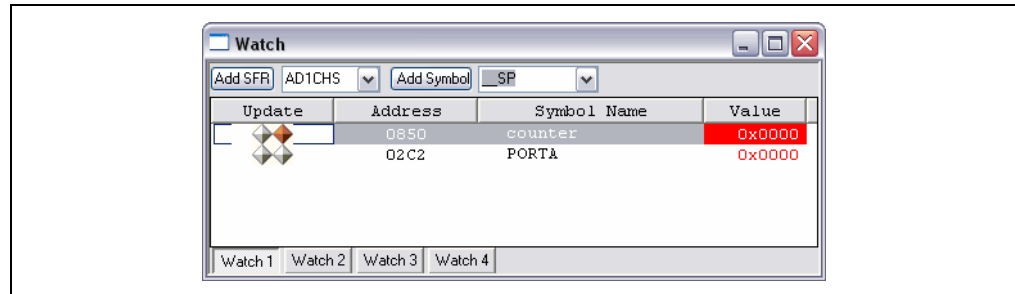 Watch
Add SFR AD1CHS Add Symbol __SP
Update Address Symbol Name Value
0850 counter 0x0000
02C2 PORTA 0x0000
Watch 1 Watch 2 Watch 3 Watch 4